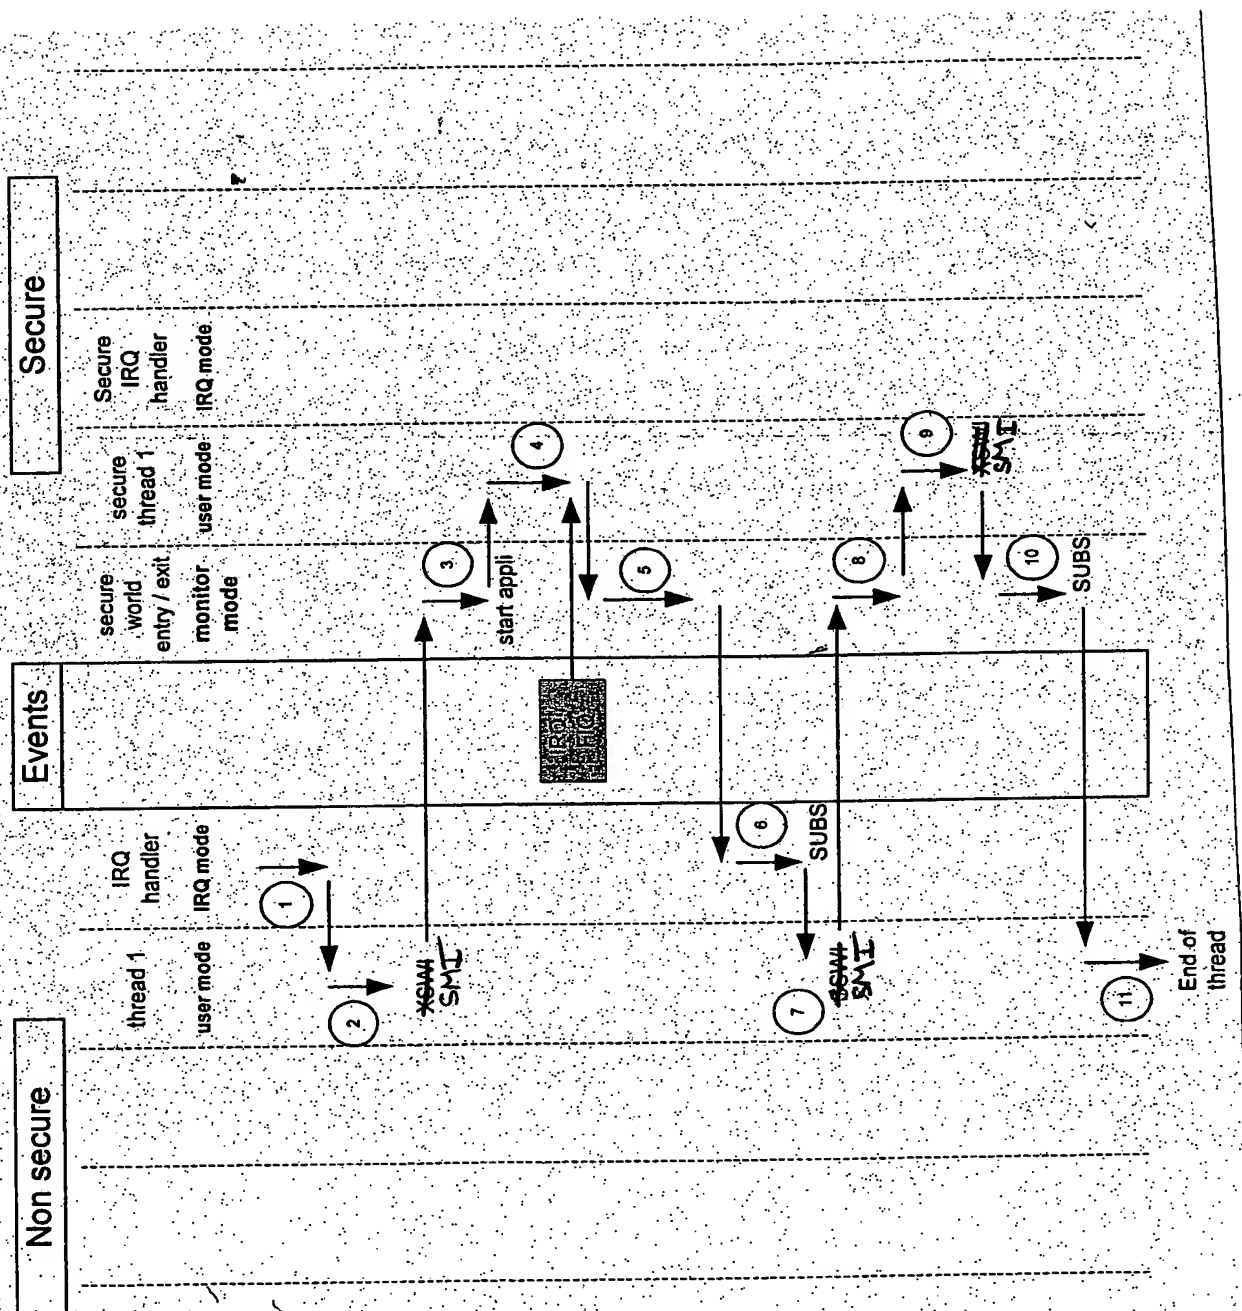 Non secure
Events
Secure
thread 1
user mode
IRQ
handler
IRQ mode
secure
world
entry / exit
monitor
mode
secure
thread 1
user mode
Secure
IRQ
handler
IRQ mode
1
2
XSWI
SMI
3
start appli
4
5
6
SUBS
7
SMI
8
9
SMI
10
SUBS
11
End of
thread